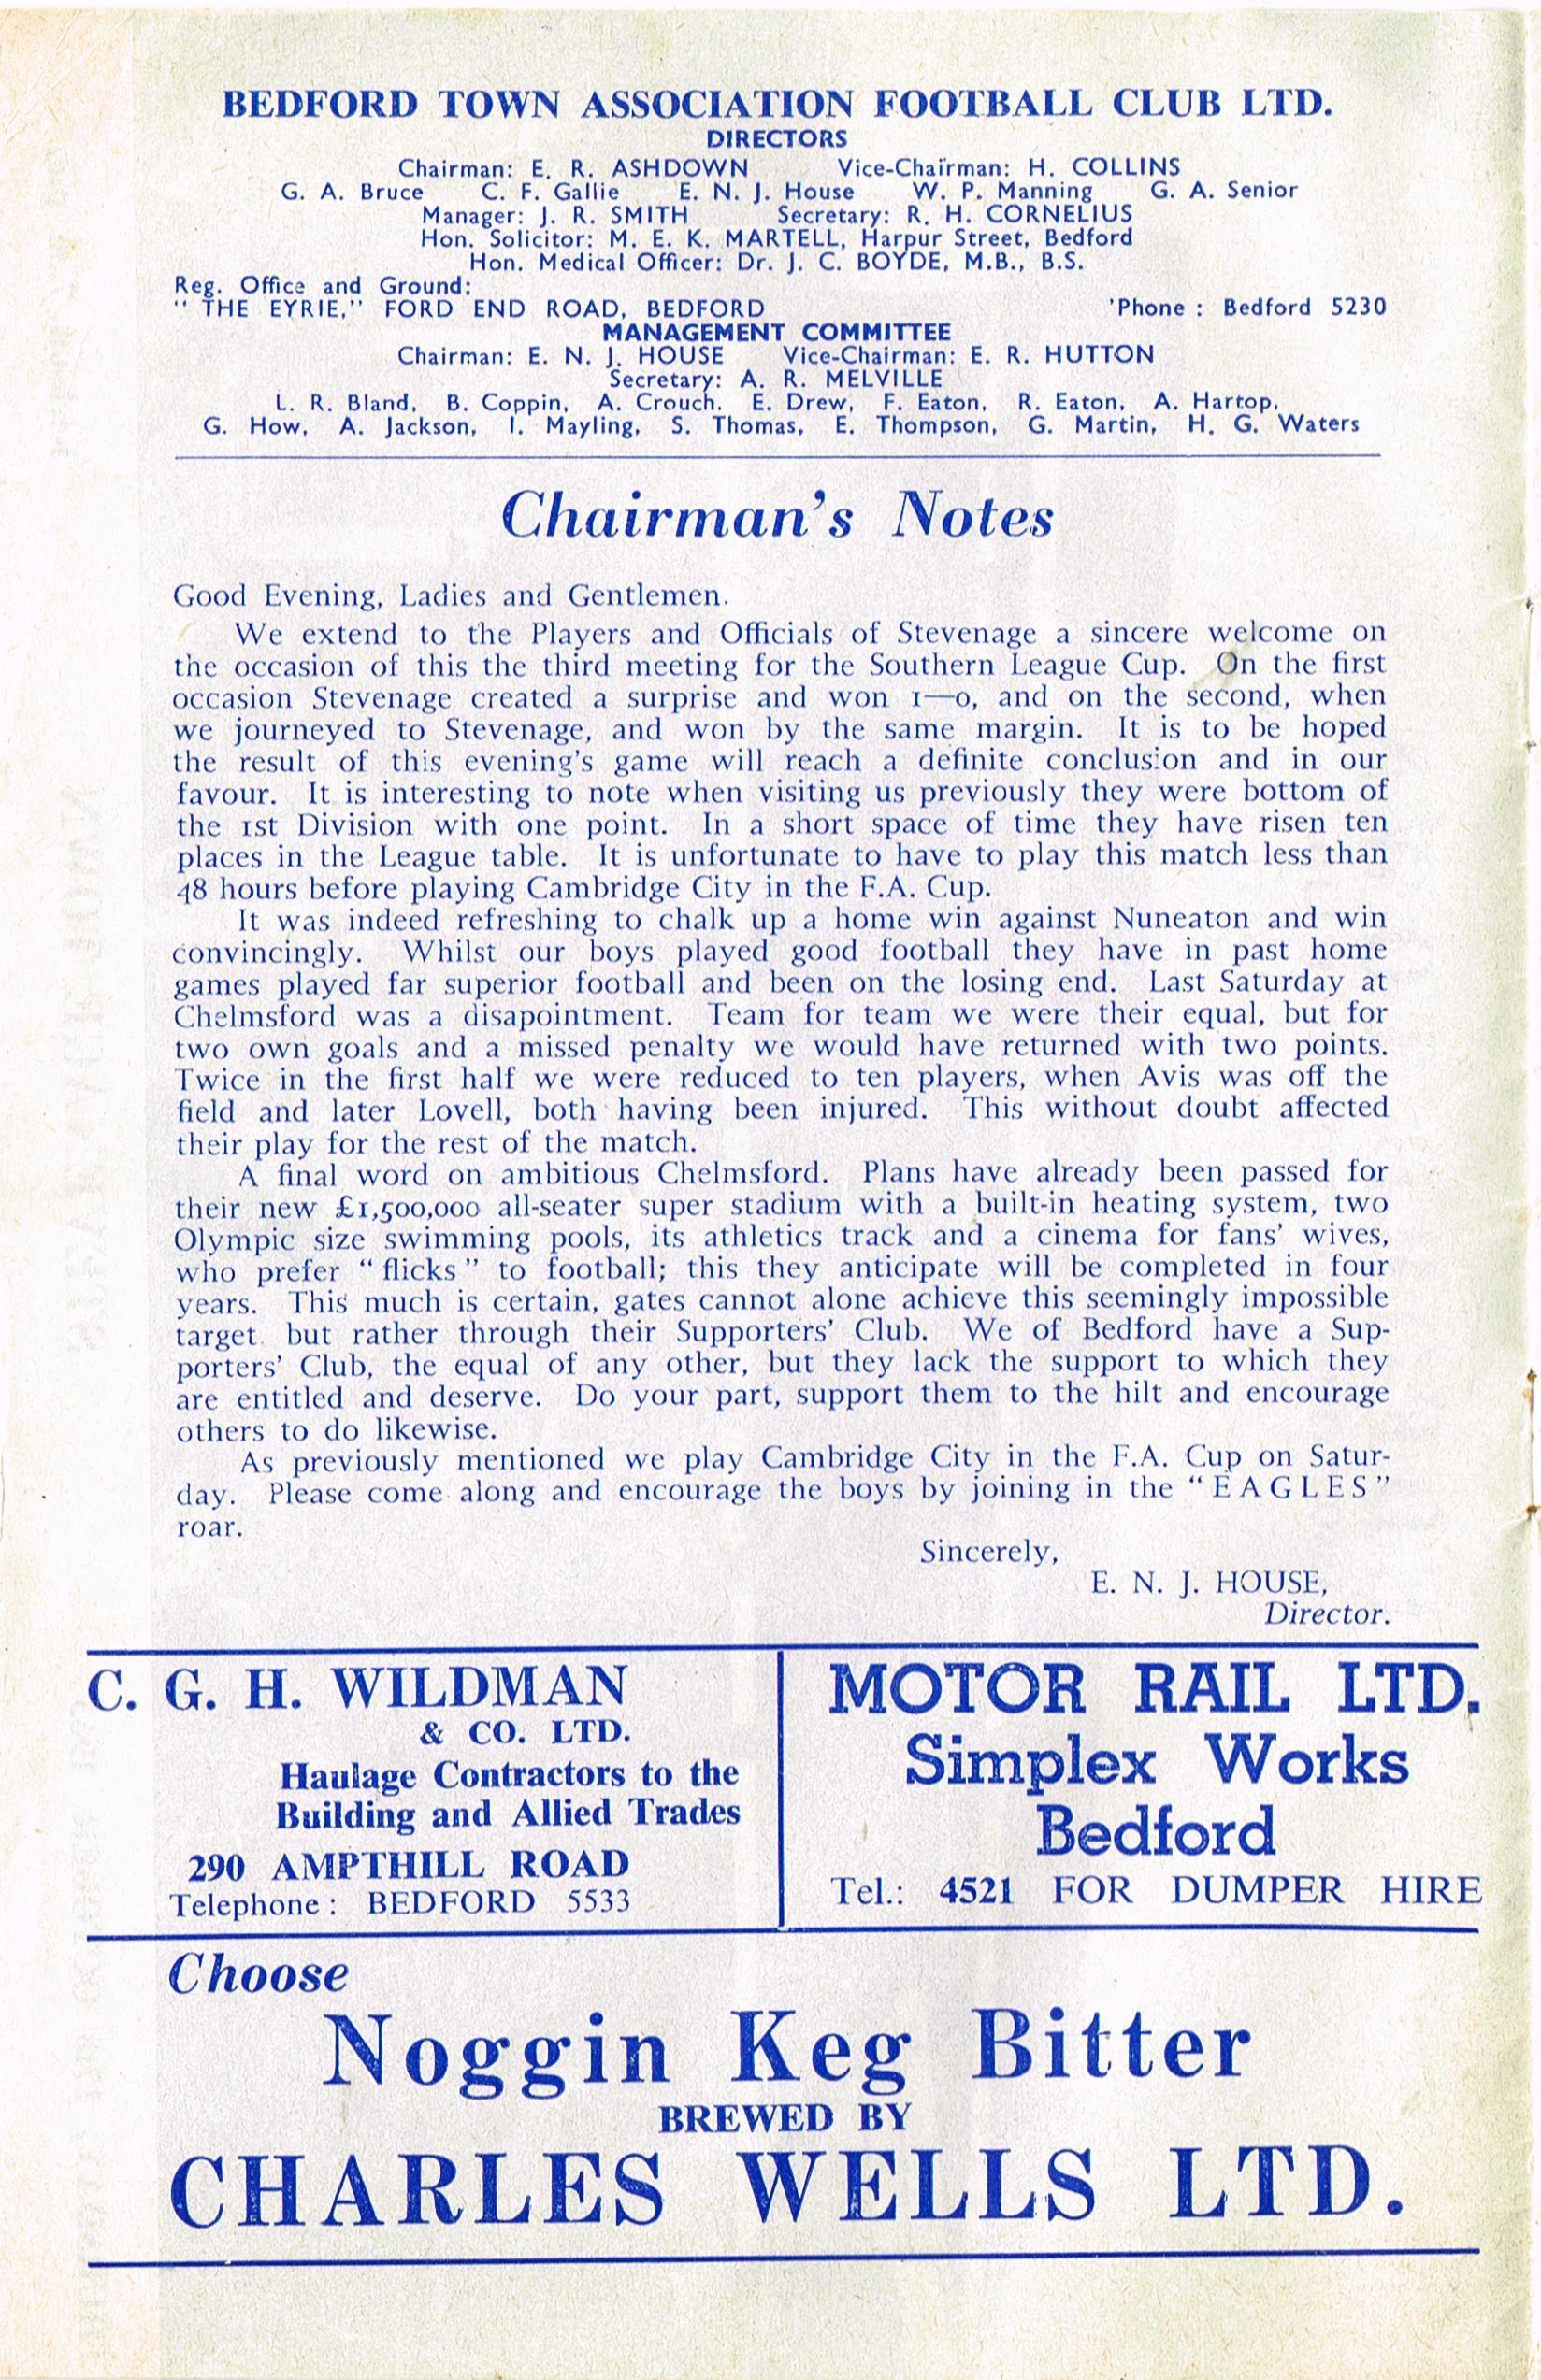 BEDFORD TOWN ASSOCIATION FOOTBALL CLUB LTD.
DIRECTORS
Chairman: E. R. ASHDOWN Vice-Chairman: H. COLLINS
G. A. Bruce C. F. Gallie E. N. J. House W. P. Manning G. A. Senior
Manager: J. R. SMITH Secretary: R. H. CORNELIUS
Hon. Solicitor: M. E. K. MARTELL, Harpur Street, Bedford
Hon. Medical Officer: Dr. J. C. BOYDE, M.B., B.S.
Reg. Office and Ground:
" THE EYRIE," FORD END ROAD, BEDFORD 'Phone : Bedford 5230
MANAGEMENT COMMITTEE
Chairman: E. N. J. HOUSE Vice-Chairman: E. R. HUTTON
Secretary: A. R. MELVILLE
L. R. Bland, B. Coppin, A. Crouch. E. Drew, F. Eaton, R. Eaton, A. Hartop,
G. How, A. Jackson, I. Mayling, S. Thomas, E. Thompson, G. Martin, H. G. Waters
Chairman's Notes
Good Evening, Ladies and Gentlemen.
We extend to the Players and Officials of Stevenage a sincere welcome on
the occasion of this the third meeting for the Southern League Cup. On the first
occasion Stevenage created a surprise and won 1—0, and on the second, when
we journeyed to Stevenage, and won by the same margin. It is to be hoped
the result of this evening's game will reach a definite conclusion and in our
favour. It is interesting to note when visiting us previously they were bottom of
the 1st Division with one point. In a short space of time they have risen ten
places in the League table. It is unfortunate to have to play this match less than
48 hours before playing Cambridge City in the F.A. Cup.
It was indeed refreshing to chalk up a home win against Nuneaton and win
convincingly. Whilst our boys played good football they have in past home
games played far superior football and been on the losing end. Last Saturday at
Chelmsford was a disapointment. Team for team we were their equal, but for
two own goals and a missed penalty we would have returned with two points.
Twice in the first half we were reduced to ten players, when Avis was off the
field and later Lovell, both having been injured. This without doubt affected
their play for the rest of the match.
A final word on ambitious Chelmsford. Plans have already been passed for
their new £1,500,000 all-seater super stadium with a built-in heating system, two
Olympic size swimming pools, its athletics track and a cinema for fans' wives,
who prefer " flicks " to football; this they anticipate will be completed in four
years. This much is certain, gates cannot alone achieve this seemingly impossible
target. but rather through their Supporters' Club. We of Bedford have a Sup-
porters' Club, the equal of any other, but they lack the support to which they
are entitled and deserve. Do your part, support them to the hilt and encourage
others to do likewise.
As previously mentioned we play Cambridge City in the F.A. Cup on Satur-
day. Please come along and encourage the boys by joining in the " EAGLES "
roar.
Sincerely,
E. N. J. HOUSE,
Director.
C. G. H. WILDMAN
& CO. LTD.
Haulage Contractors to the
Building and Allied Trades
290 AMPTHILL ROAD
Telephone : BEDFORD 5533
MOTOR RAIL LTD.
Simplex Works
Bedford
Tel.: 4521 FOR DUMPER HIRE
Choose
Noggin Keg Bitter
BREWED BY
CHARLES WELLS LTD.